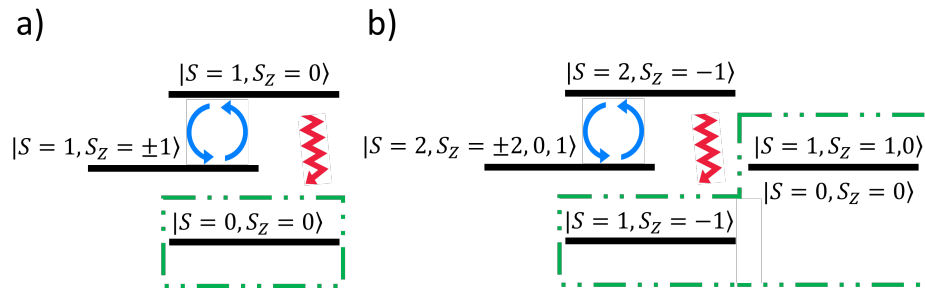 a)
|S = 1, S_Z = 0⟩
|S = 1, S_Z = ±1⟩
|S = 0, S_Z = 0⟩
b)
|S = 2, S_Z = −1⟩
|S = 2, S_Z = ±2, 0, 1⟩
|S = 1, S_Z = 1,0⟩
|S = 0, S_Z = 0⟩
|S = 1, S_Z = −1⟩